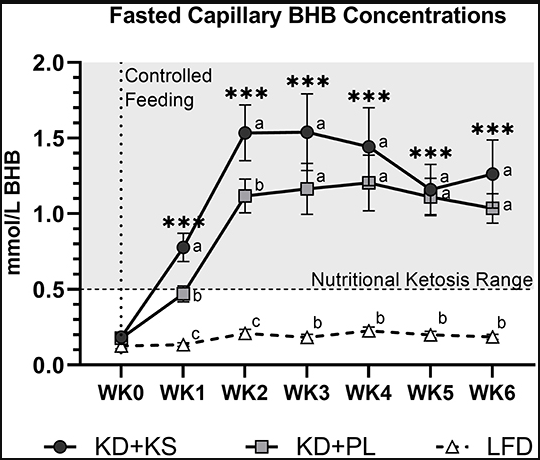 Fasted Capillary BHB Concentrations
mmol/L BHB
2.0
1.5
1.0
0.5
0.0
Controlled
Feeding
Nutritional Ketosis Range
*** *** *** *** *** ***
a a a a a a
b b a a a a
c c b b b b
WK0 WK1 WK2 WK3 WK4 WK5 WK6
KD+KS KD+PL LFD